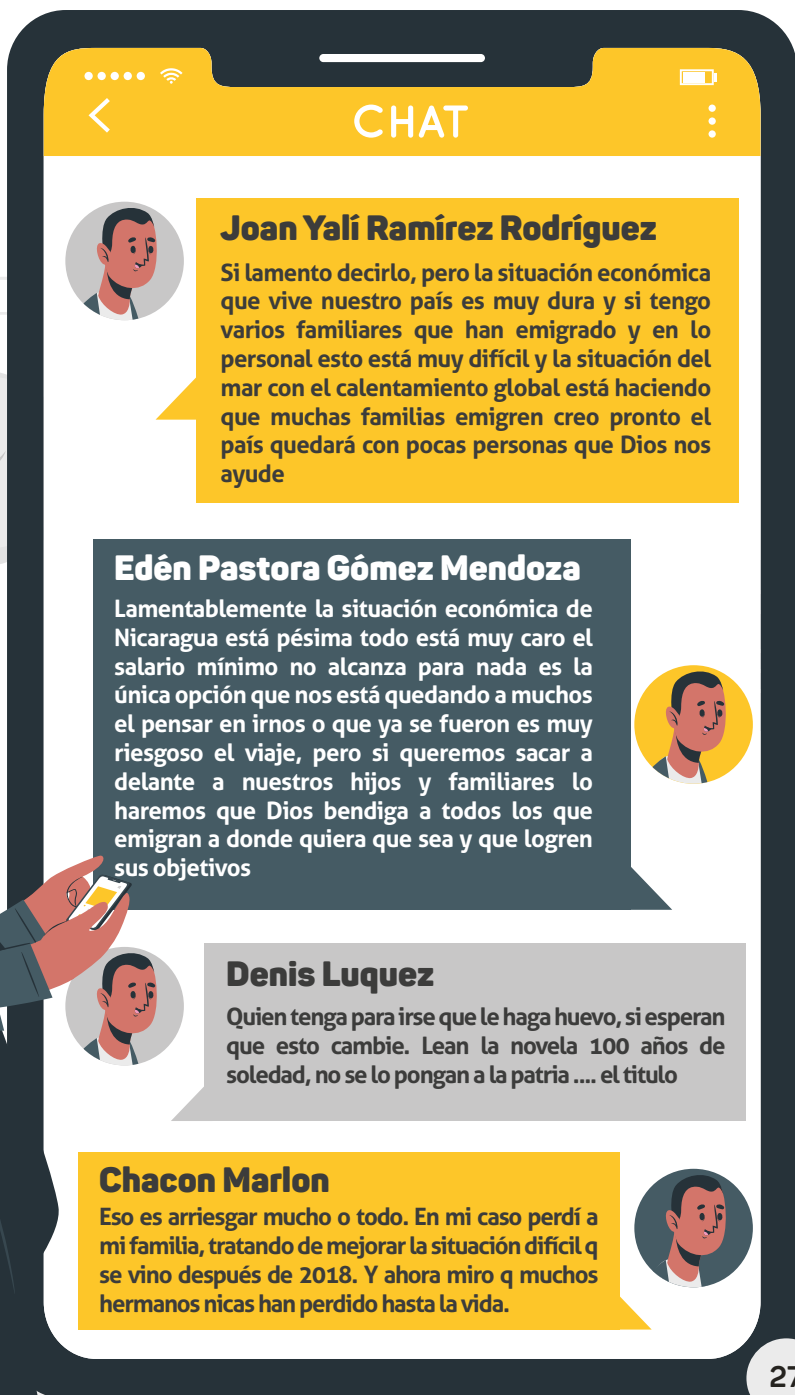 CHAT
Joan Yalí Ramírez Rodríguez
Si lamento decirlo, pero la situación económica
que vive nuestro país es muy dura y si tengo
varios familiares que han emigrado y en lo
personal esto está muy difícil y la situación del
mar con el calentamiento global está haciendo
que muchas familias emigren creo pronto el
país quedará con pocas personas que Dios nos
ayude
Edén Pastora Gómez Mendoza
Lamentablemente la situación económica de
Nicaragua está pésima todo está muy caro el
salario mínimo no alcanza para nada es la
única opción que nos está quedando a muchos
el pensar en irnos o que ya se fueron es muy
riesgoso el viaje, pero si queremos sacar a
delante a nuestros hijos y familiares lo
haremos que Dios bendiga a todos los que
emigran a donde quiera que sea y que logren
sus objetivos
Denis Luquez
Quien tenga para irse que le haga huevo, si esperan
que esto cambie. Lean la novela 100 años de
soledad, no se lo pongan a la patria .... el titulo
Chacon Marlon
Eso es arriesgar mucho o todo. En mi caso perdí a
mi familia, tratando de mejorar la situación difícil q
se vino después de 2018. Y ahora miro q muchos
hermanos nicas han perdido hasta la vida.
27